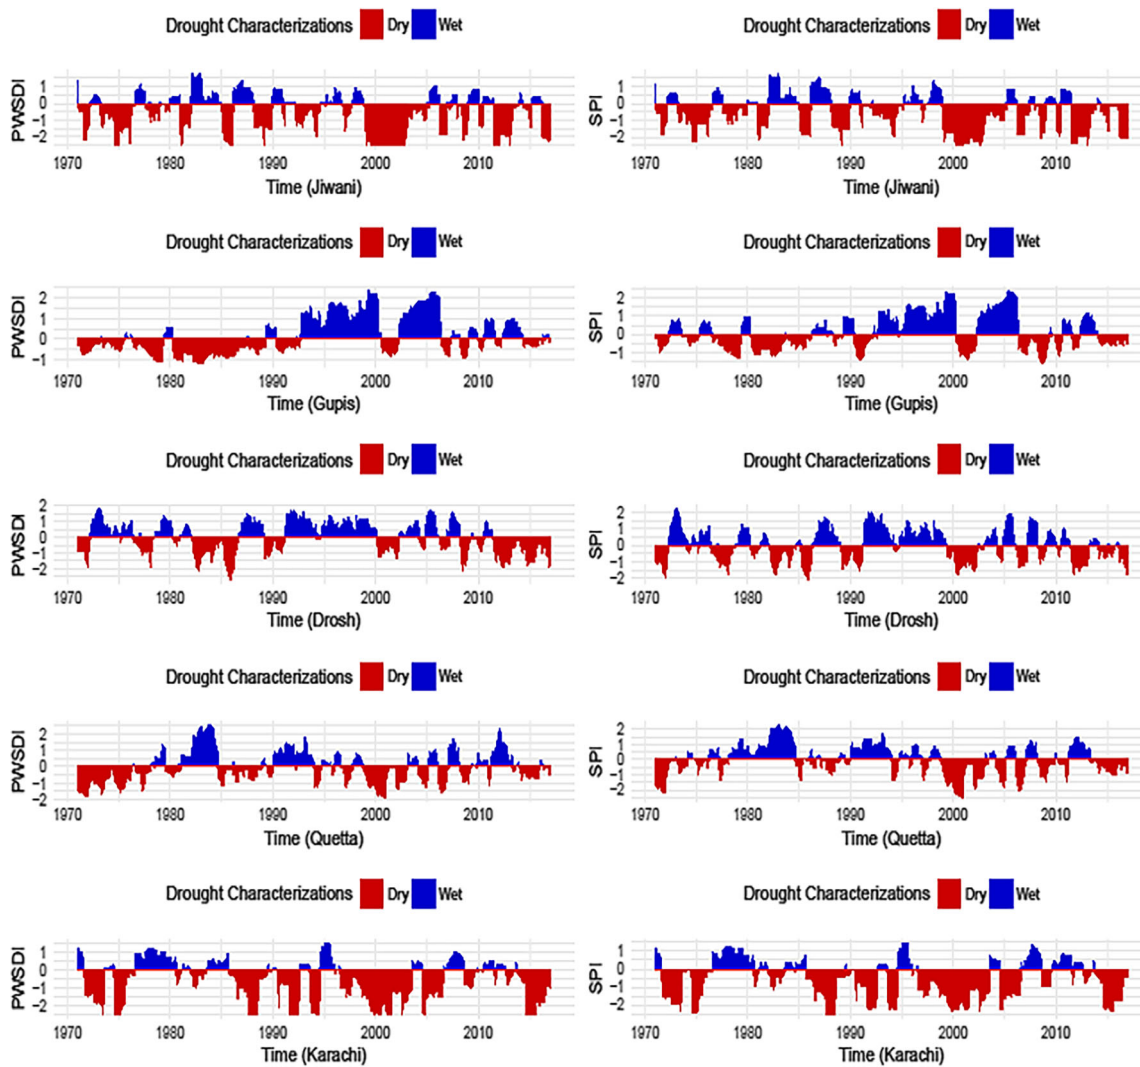 Drought Characterizations Dry Wet
PWSDI
1
0
−1
−2
1970 1980 1990 2000 2010
Time (Jiwani)
Drought Characterizations Dry Wet
SPI
1
0
−1
−2
1970 1980 1990 2000 2010
Time (Jiwani)
Drought Characterizations Dry Wet
PWSDI
2
1
0
−1
1970 1980 1990 2000 2010
Time (Gupis)
Drought Characterizations Dry Wet
SPI
2
1
0
−1
1970 1980 1990 2000 2010
Time (Gupis)
Drought Characterizations Dry Wet
PWSDI
2
1
0
−1
−2
1970 1980 1990 2000 2010
Time (Drosh)
Drought Characterizations Dry Wet
SPI
2
1
0
−1
−2
1970 1980 1990 2000 2010
Time (Drosh)
Drought Characterizations Dry Wet
PWSDI
2
1
0
−1
−2
1970 1980 1990 2000 2010
Time (Quetta)
Drought Characterizations Dry Wet
SPI
2
1
0
−1
−2
1970 1980 1990 2000 2010
Time (Quetta)
Drought Characterizations Dry Wet
PWSDI
1
0
−1
−2
1970 1980 1990 2000 2010
Time (Karachi)
Drought Characterizations Dry Wet
SPI
1
0
−1
−2
1970 1980 1990 2000 2010
Time (Karachi)